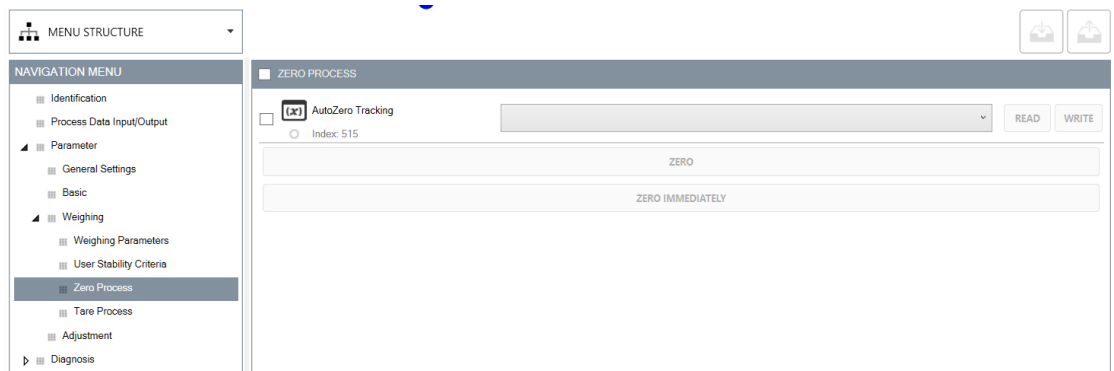 MENU STRUCTURE
NAVIGATION MENU
Identification
Process Data Input/Output
Parameter
General Settings
Basic
Weighing
Weighing Parameters
User Stability Criteria
Zero Process
Tare Process
Adjustment
Diagnosis
ZERO PROCESS
(x) AutoZero Tracking
Index: 515
READ WRITE
ZERO
ZERO IMMEDIATELY